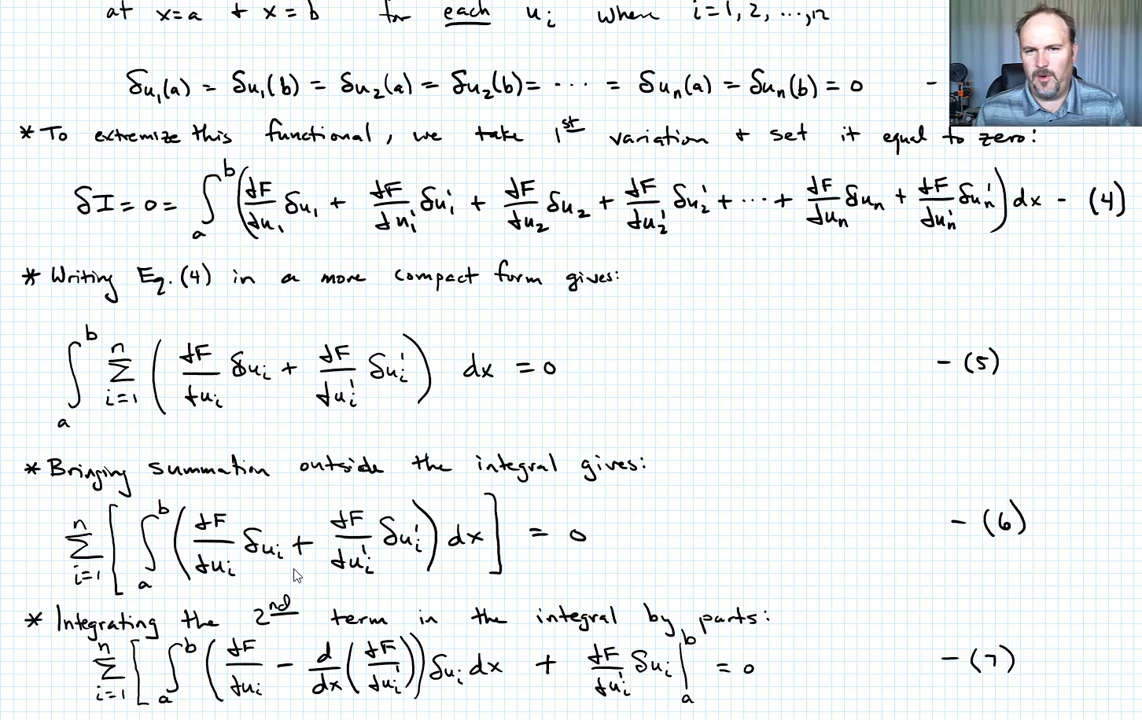 at x=a + x=b for each uᵢ when i=1, 2, ..., n
δu₁(a) = δu₁(b) = δu₂(a) = δu₂(b) = ··· = δuₙ(a) = δuₙ(b) = 0 -
* To extremize this functional, we take 1st variation + set it equal to zero:
δI = 0 = ∫ₐᵇ (∂F/∂u₁ δu₁ + ∂F/∂u₁' δu₁' + ∂F/∂u₂ δu₂ + ∂F/∂u₂' δu₂' + ··· + ∂F/∂uₙ δuₙ + ∂F/∂uₙ' δuₙ') dx - (4)
* Writing Eq. (4) in a more compact form gives:
∫ₐᵇ Σᵢ₌₁ⁿ (∂F/∂uᵢ δuᵢ + ∂F/∂uᵢ' δuᵢ') dx = 0 - (5)
* Bringing summation outside the integral gives:
Σᵢ₌₁ⁿ [∫ₐᵇ (∂F/∂uᵢ δuᵢ + ∂F/∂uᵢ' δuᵢ') dx] = 0 - (6)
* Integrating the 2nd term in the integral by parts:
Σᵢ₌₁ⁿ [∫ₐᵇ (∂F/∂uᵢ - d/dx (∂F/∂uᵢ')) δuᵢ dx + ∂F/∂uᵢ' δuᵢ |ₐᵇ = 0 - (7)